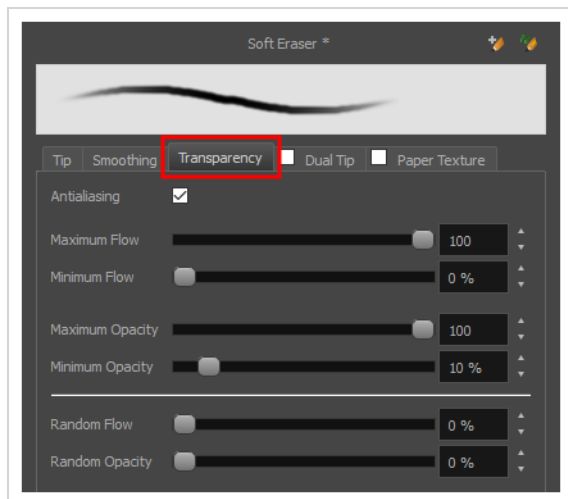 Soft Eraser *
Tip Smoothing Transparency Dual Tip Paper Texture
Antialiasing
Maximum Flow 100
Minimum Flow 0 %
Maximum Opacity 100
Minimum Opacity 10 %
Random Flow 0 %
Random Opacity 0 %